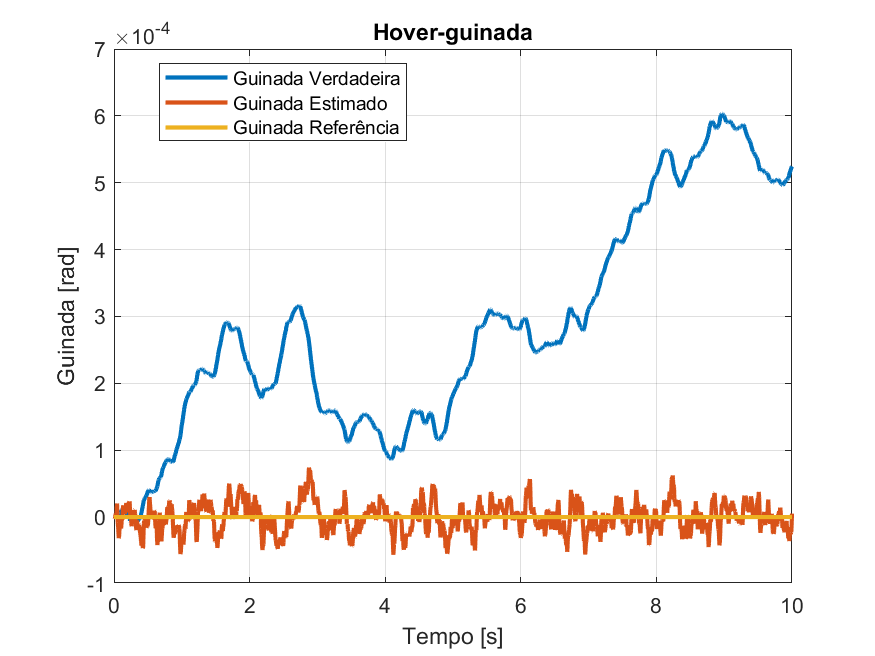 Hover-guinada
×10⁻⁴
7
6
5
4
3
2
1
0
-1
Guinada [rad]
Guinada Verdadeira
Guinada Estimado
Guinada Referência
0 2 4 6 8 10
Tempo [s]